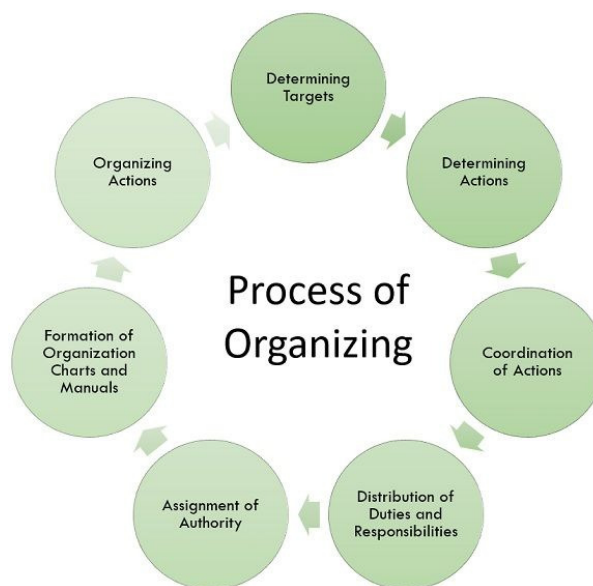 Determining
Targets
Determining
Actions
Coordination
of Actions
Distribution of
Duties and
Responsibilities
Assignment of
Authority
Formation of
Organization
Charts and
Manuals
Organizing
Actions
Process of
Organizing